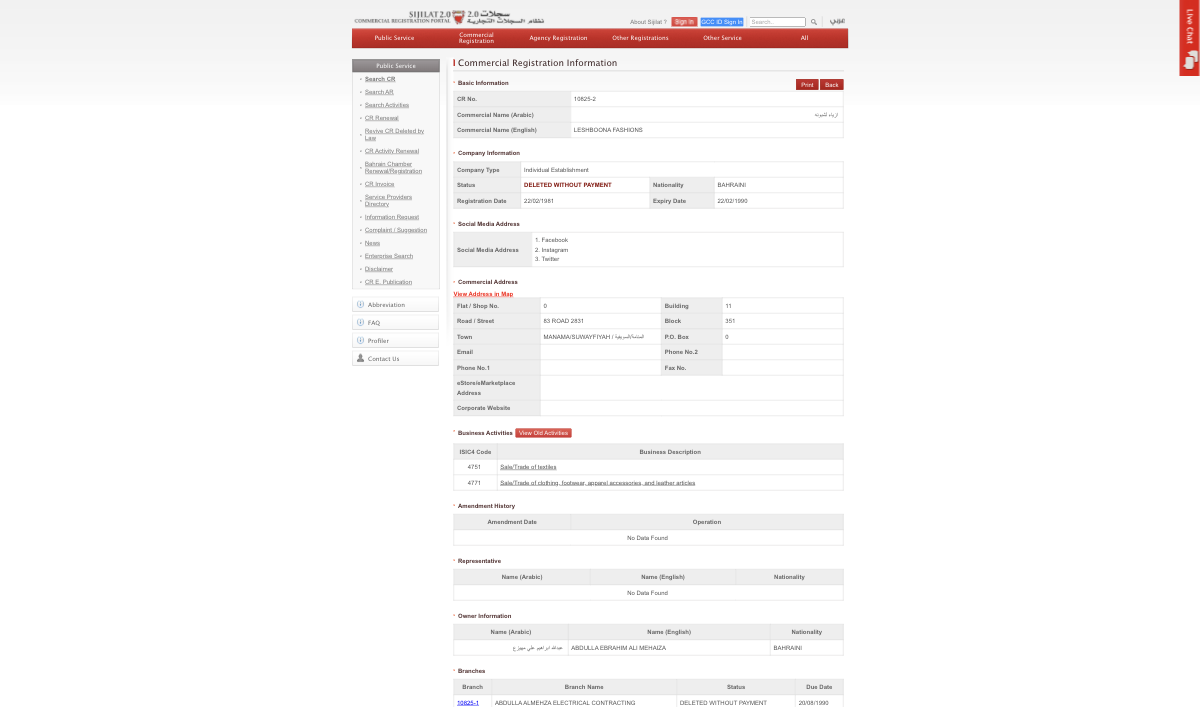 SIJILAT 2.0 سجلات 2.0
COMMERCIAL REGISTRATION PORTAL نظام السجلات التجارية
About Sijilat ? Sign In GCC ID Sign In Search.. عربي
Live Chat
Public Service Commercial Registration Agency Registration Other Registrations Other Service All
Public Service
Search CR
Search AR
Search Activities
CR Renewal
Revive CR Deleted by
Law
CR Activity Renewal
Bahrain Chamber
Renewal/Registration
CR Invoice
Service Providers
Directory
Information Request
Complaint / Suggestion
News
Enterprise Search
Disclaimer
CR E. Publication
Abbreviation
FAQ
Profiler
Contact Us
Commercial Registration Information
Basic Information Print Back
CR No. 10825-2
Commercial Name (Arabic) ازياء لشبونه
Commercial Name (English) LESHBOONA FASHIONS
Company Information
Company Type Individual Establishment
Status DELETED WITHOUT PAYMENT Nationality BAHRAINI
Registration Date 22/02/1981 Expiry Date 22/02/1990
Social Media Address
Social Media Address
1. Facebook
2. Instagram
3. Twitter
Commercial Address
View Address in Map
Flat / Shop No. 0 Building 11
Road / Street 83 ROAD 2831 Block 351
Town MANAMA/SUWAYFIYAH / المنامة/السويفية P.O. Box 0
Email Phone No.2
Phone No.1 Fax No.
eStore/eMarketplace
Address
Corporate Website
Business Activities View Old Activities
ISIC4 Code Business Description
4751 Sale/Trade of textiles
4771 Sale/Trade of clothing, footwear, apparel accessories, and leather articles
Amendment History
Amendment Date Operation
No Data Found
Representative
Name (Arabic) Name (English) Nationality
No Data Found
Owner Information
Name (Arabic) Name (English) Nationality
عبدالله ابراهيم علي مهيزع ABDULLA EBRAHIM ALI MEHAIZA BAHRAINI
Branches
Branch Branch Name Status Due Date
10825-1 ABDULLA ALMEHZA ELECTRICAL CONTRACTING DELETED WITHOUT PAYMENT 20/08/1990